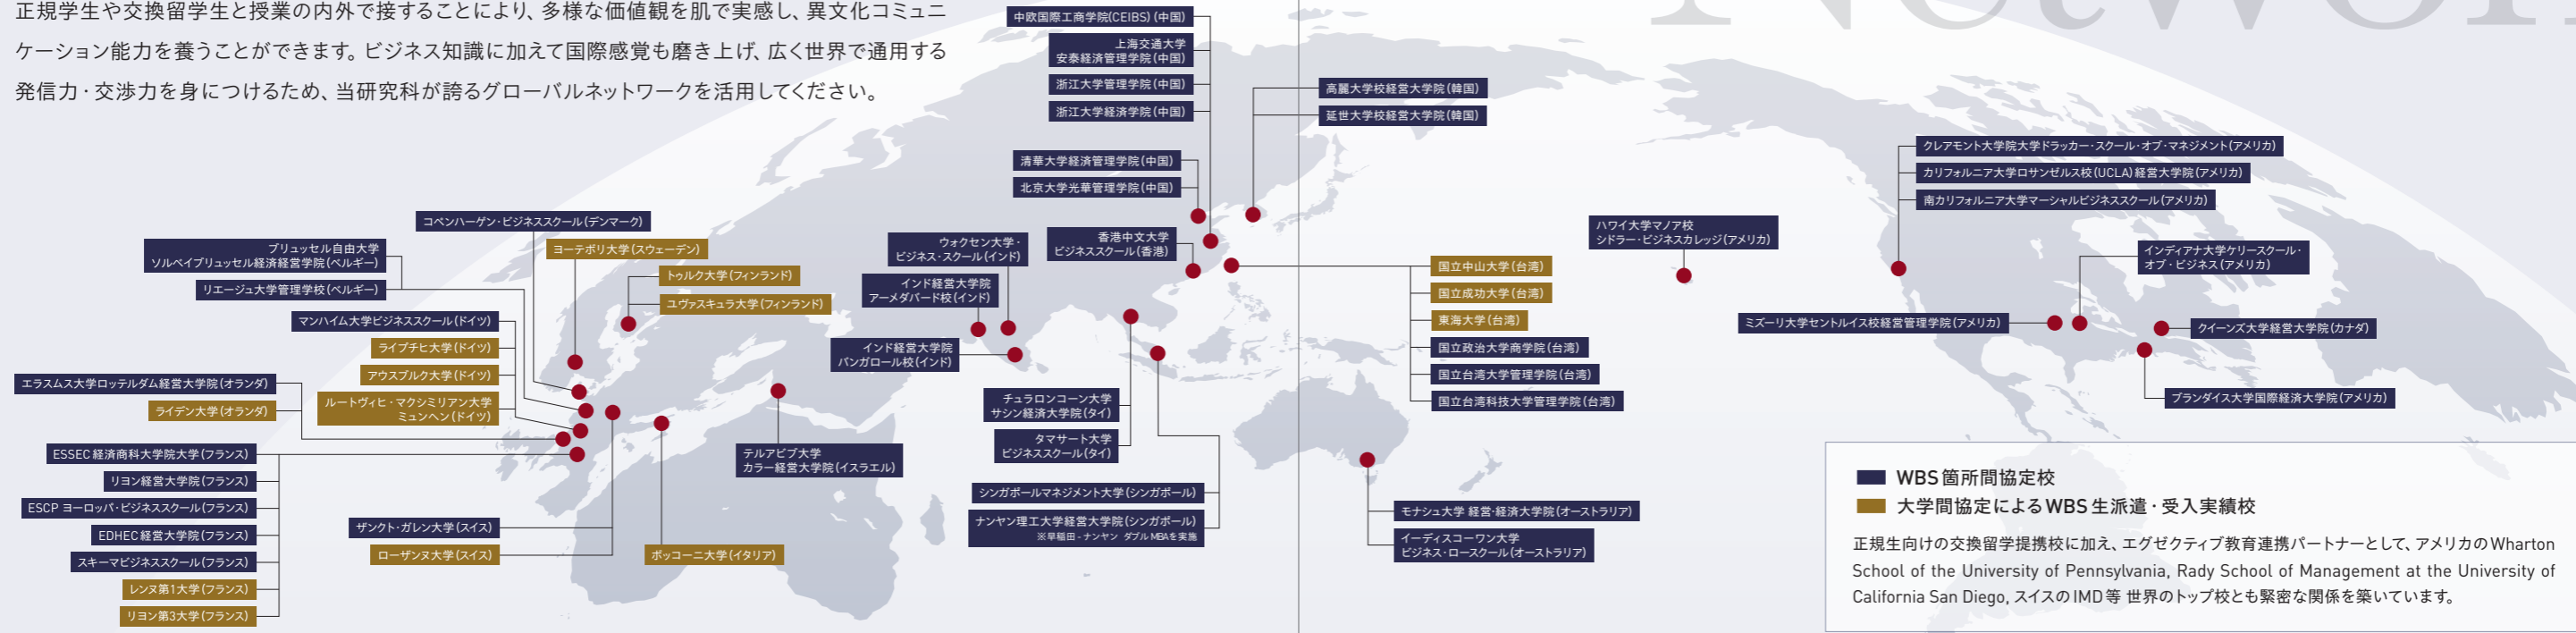 Network
正規学生や交換留学生と授業の内外で接することにより、多様な価値観を肌で実感し、異文化コミュニ
ケーション能力を養うことができます。ビジネス知識に加えて国際感覚も磨き上げ、広く世界で通用する
発信力・交渉力を身につけるため、当研究科が誇るグローバルネットワークを活用してください。
中欧国際工商学院(CEIBS)(中国)
上海交通大学
安泰経済管理学院(中国)
浙江大学管理学院(中国)
浙江大学経済学院(中国)
清華大学経済管理学院(中国)
北京大学光華管理学院(中国)
高麗大学校経営大学院(韓国)
延世大学校経営大学院(韓国)
クレアモント大学院大学ドラッカー・スクール・オブ・マネジメント(アメリカ)
カリフォルニア大学ロサンゼルス校(UCLA)経営大学院(アメリカ)
南カリフォルニア大学マーシャルビジネススクール(アメリカ)
コペンハーゲン・ビジネススクール(デンマーク)
ブリュッセル自由大学
ソルベイブリュッセル経済経営学院(ベルギー)
リエージュ大学管理学校(ベルギー)
ヨーテボリ大学(スウェーデン)
トゥルク大学(フィンランド)
ユヴァスキュラ大学(フィンランド)
マンハイム大学ビジネススクール(ドイツ)
ライプチヒ大学(ドイツ)
アウスブルク大学(ドイツ)
ルートヴィヒ・マクシミリアン大学
ミュンヘン(ドイツ)
エラスムス大学ロッテルダム経営大学院(オランダ)
ライデン大学(オランダ)
ESSEC 経済商科大学院大学(フランス)
リヨン経営大学院(フランス)
ESCP ヨーロッパ・ビジネススクール(フランス)
EDHEC 経営大学院(フランス)
スキーマビジネススクール(フランス)
レンヌ第1大学(フランス)
リヨン第3大学(フランス)
ザンクト・ガレン大学(スイス)
ローザンヌ大学(スイス)
ボッコーニ大学(イタリア)
テルアビブ大学
カラー経営大学院(イスラエル)
ウォクセン大学・
ビジネス・スクール(インド)
インド経営大学院
アーメダバード校(インド)
インド経営大学院
バンガロール校(インド)
香港中文大学
ビジネススクール(香港)
チュラロンコーン大学
サシン経済大学院(タイ)
タマサート大学
ビジネススクール(タイ)
シンガポールマネジメント大学(シンガポール)
ナンヤン理工大学経営大学院(シンガポール)
※早稲田-ナンヤン ダブルMBAを実施
国立中山大学(台湾)
国立成功大学(台湾)
東海大学(台湾)
国立政治大学商学院(台湾)
国立台湾大学管理学院(台湾)
国立台湾科技大学管理学院(台湾)
モナシュ大学 経営・経済大学院(オーストラリア)
イーディスコーワン大学
ビジネス・ロースクール(オーストラリア)
ハワイ大学マノア校
シドラー・ビジネスカレッジ(アメリカ)
インディアナ大学ケリースクール・
オブ・ビジネス(アメリカ)
ミズーリ大学セントルイス校経営管理学院(アメリカ)
クイーンズ大学経営大学院(カナダ)
ブランダイス大学国際経済大学院(アメリカ)
WBS箇所間協定校
大学間協定によるWBS生派遣・受入実績校
正規生向けの交換留学提携校に加え、エグゼクティブ教育連携パートナーとして、アメリカのWharton
School of the University of Pennsylvania, Rady School of Management at the University of
California San Diego, スイスのIMD等 世界のトップ校とも緊密な関係を築いています。